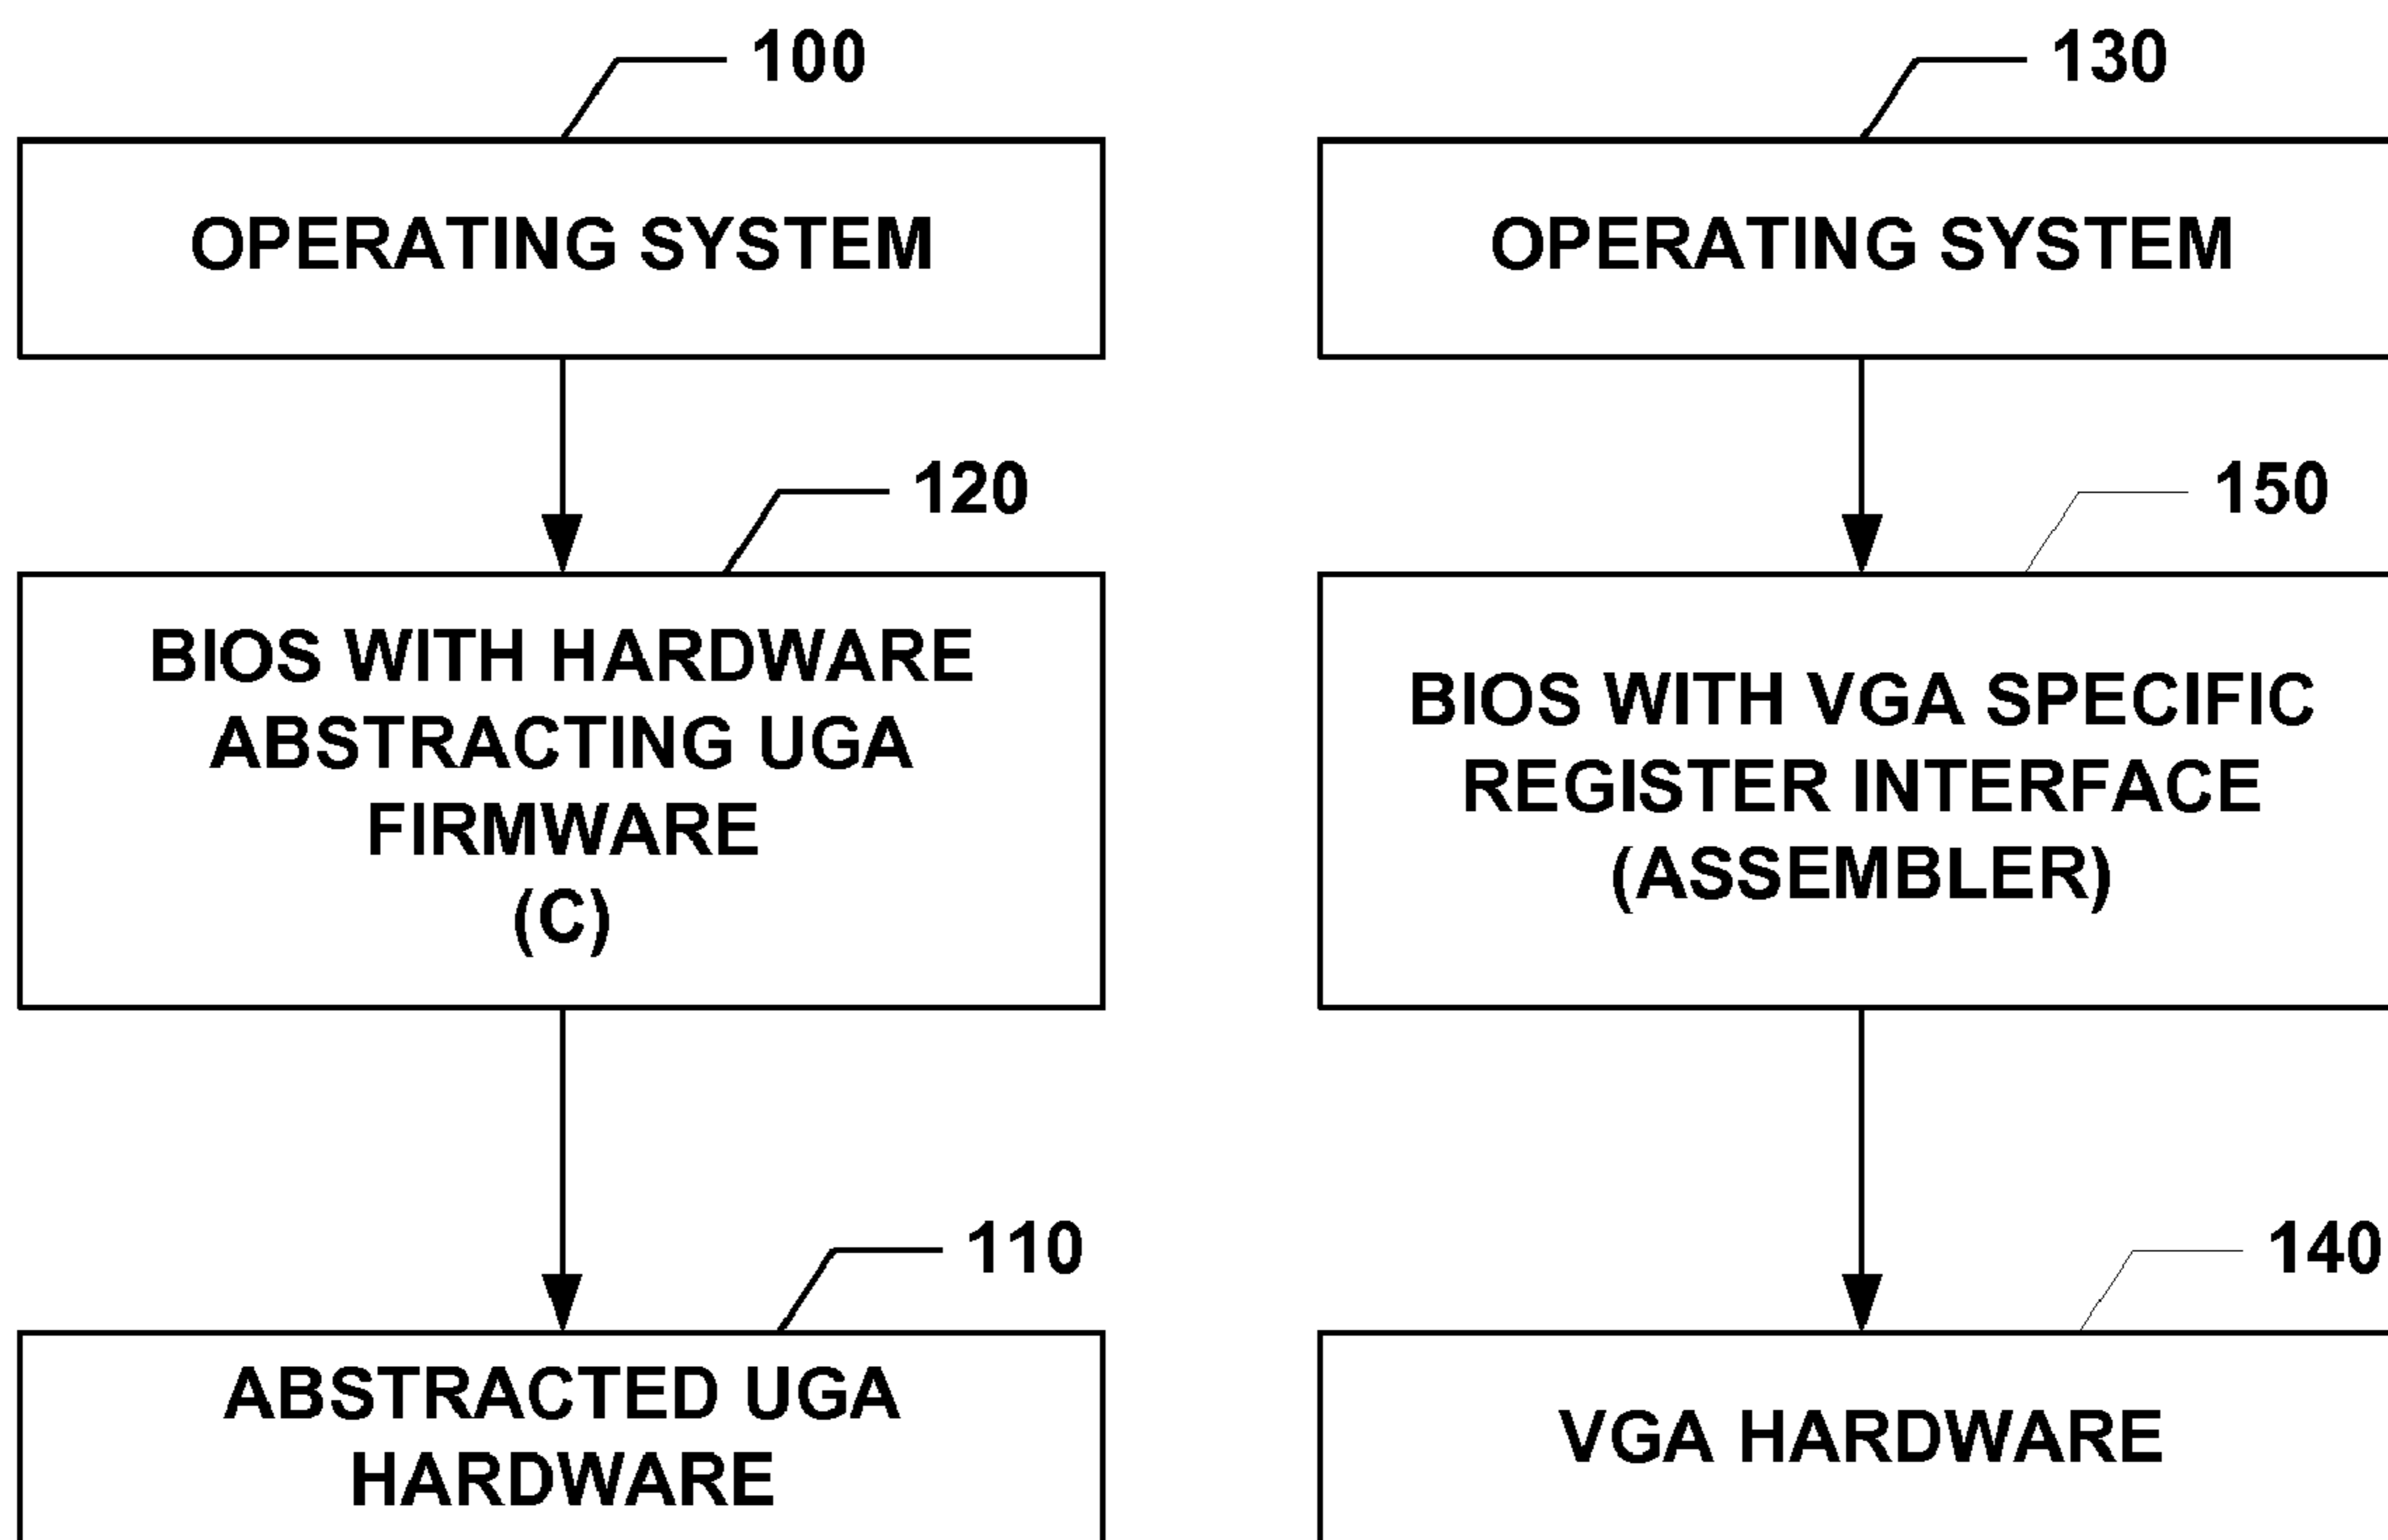 100
OPERATING SYSTEM
120
BIOS WITH HARDWARE
ABSTRACTING UGA
FIRMWARE
(C)
110
ABSTRACTED UGA
HARDWARE
130
OPERATING SYSTEM
150
BIOS WITH VGA SPECIFIC
REGISTER INTERFACE
(ASSEMBLER)
140
VGA HARDWARE